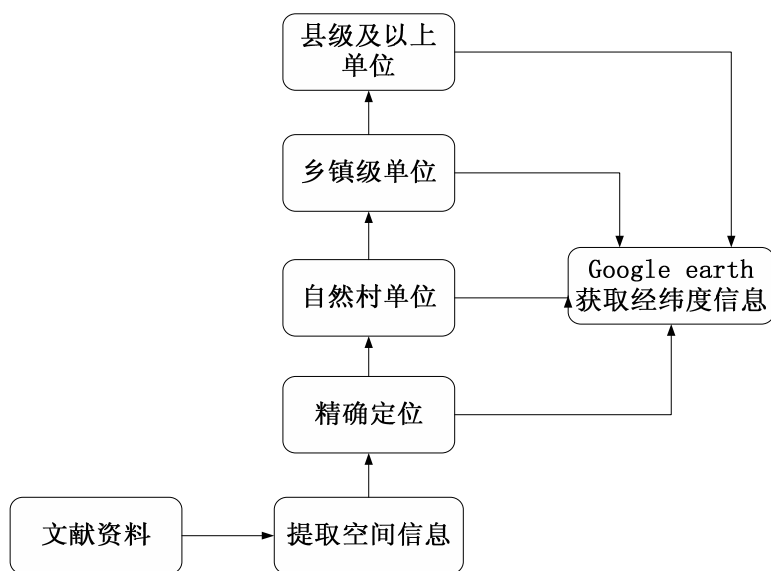 县级及以上
单位
乡镇级单位
自然村单位
Google earth
获取经纬度信息
精确定位
文献资料
提取空间信息